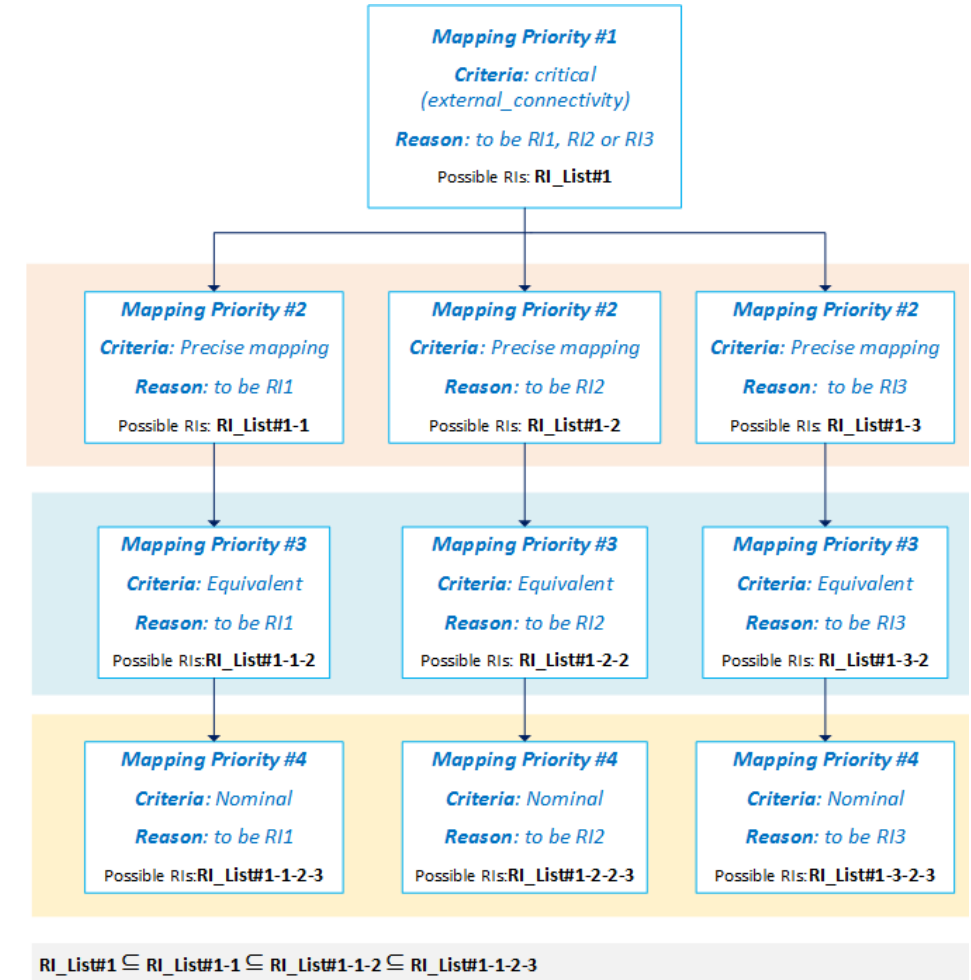 Mapping Priority #1
Criteria: critical
(external_connectivity)
Reason: to be RI1, RI2 or RI3
Possible RIs: RI_List#1
Mapping Priority #2
Criteria: Precise mapping
Reason: to be RI1
Possible RIs: RI_List#1-1
Mapping Priority #2
Criteria: Precise mapping
Reason: to be RI2
Possible RIs: RI_List#1-2
Mapping Priority #2
Criteria: Precise mapping
Reason: to be RI3
Possible RIs: RI_List#1-3
Mapping Priority #3
Criteria: Equivalent
Reason: to be RI1
Possible RIs:RI_List#1-1-2
Mapping Priority #3
Criteria: Equivalent
Reason: to be RI2
Possible RIs: RI_List#1-2-2
Mapping Priority #3
Criteria: Equivalent
Reason: to be RI3
Possible RIs: RI_List#1-3-2
Mapping Priority #4
Criteria: Nominal
Reason: to be RI1
Possible RIs:RI_List#1-1-2-3
Mapping Priority #4
Criteria: Nominal
Reason: to be RI2
Possible RIs:RI_List#1-2-2-3
Mapping Priority #4
Criteria: Nominal
Reason: to be RI3
Possible RIs:RI_List#1-3-2-3
RI_List#1 ⊆ RI_List#1-1 ⊆ RI_List#1-1-2 ⊆ RI_List#1-1-2-3